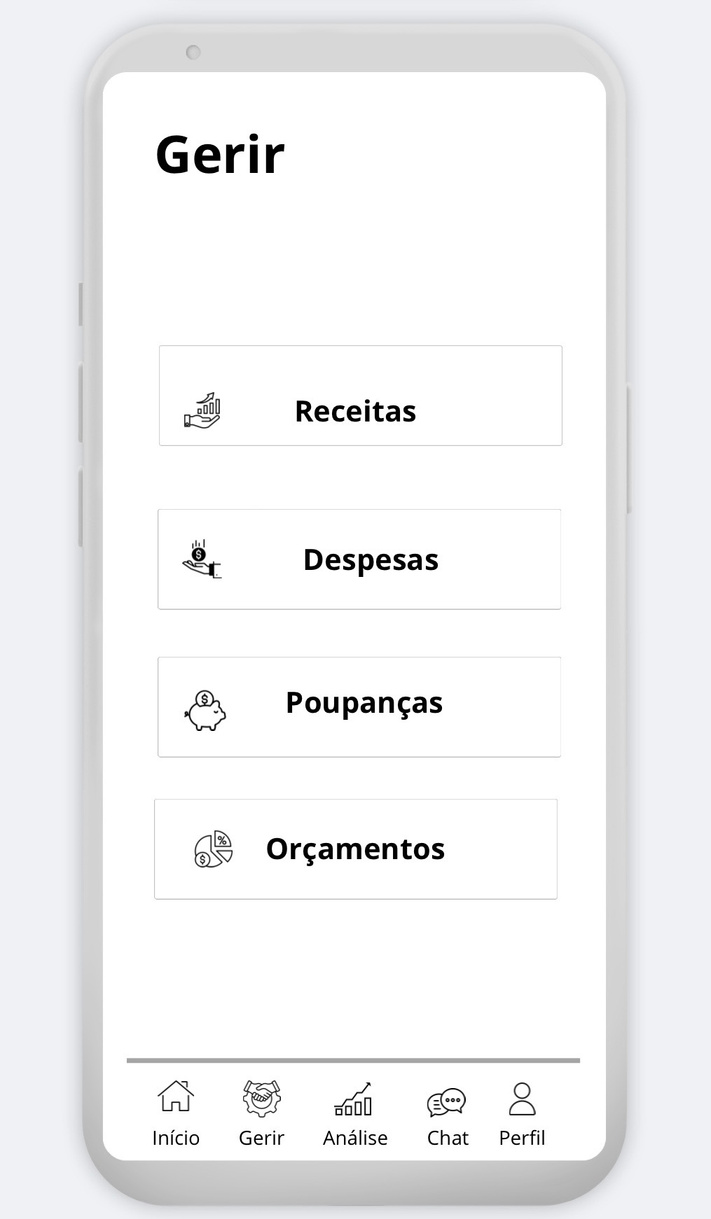 Gerir
Receitas
Despesas
Poupanças
Orçamentos
Início Gerir Análise Chat Perfil